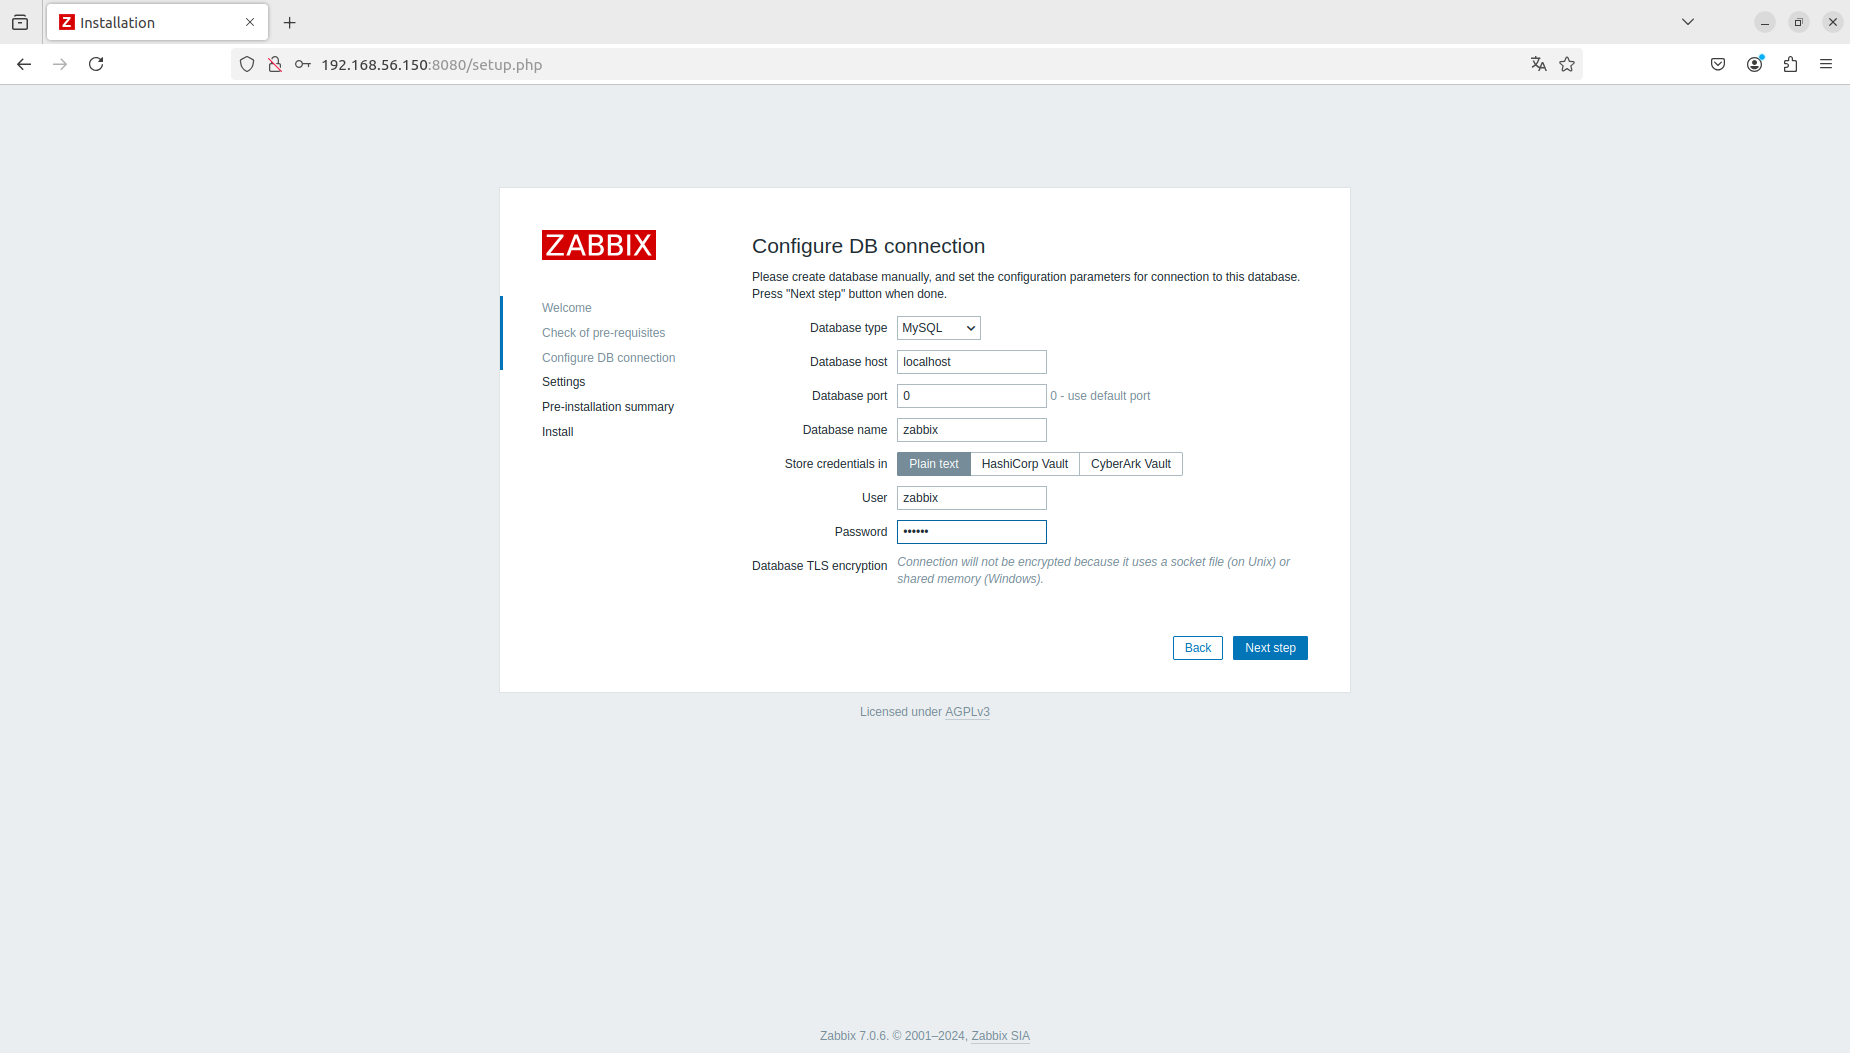 Z Installation
192.168.56.150:8080/setup.php
ZABBIX
Welcome
Check of pre-requisites
Configure DB connection
Settings
Pre-installation summary
Install
Configure DB connection
Please create database manually, and set the configuration parameters for connection to this database.
Press "Next step" button when done.
Database type MySQL
Database host localhost
Database port 0 0 - use default port
Database name zabbix
Store credentials in Plain text HashiCorp Vault CyberArk Vault
User zabbix
Password ••••••
Database TLS encryption Connection will not be encrypted because it uses a socket file (on Unix) or
shared memory (Windows).
Back Next step
Licensed under AGPLv3
Zabbix 7.0.6. © 2001–2024, Zabbix SIA